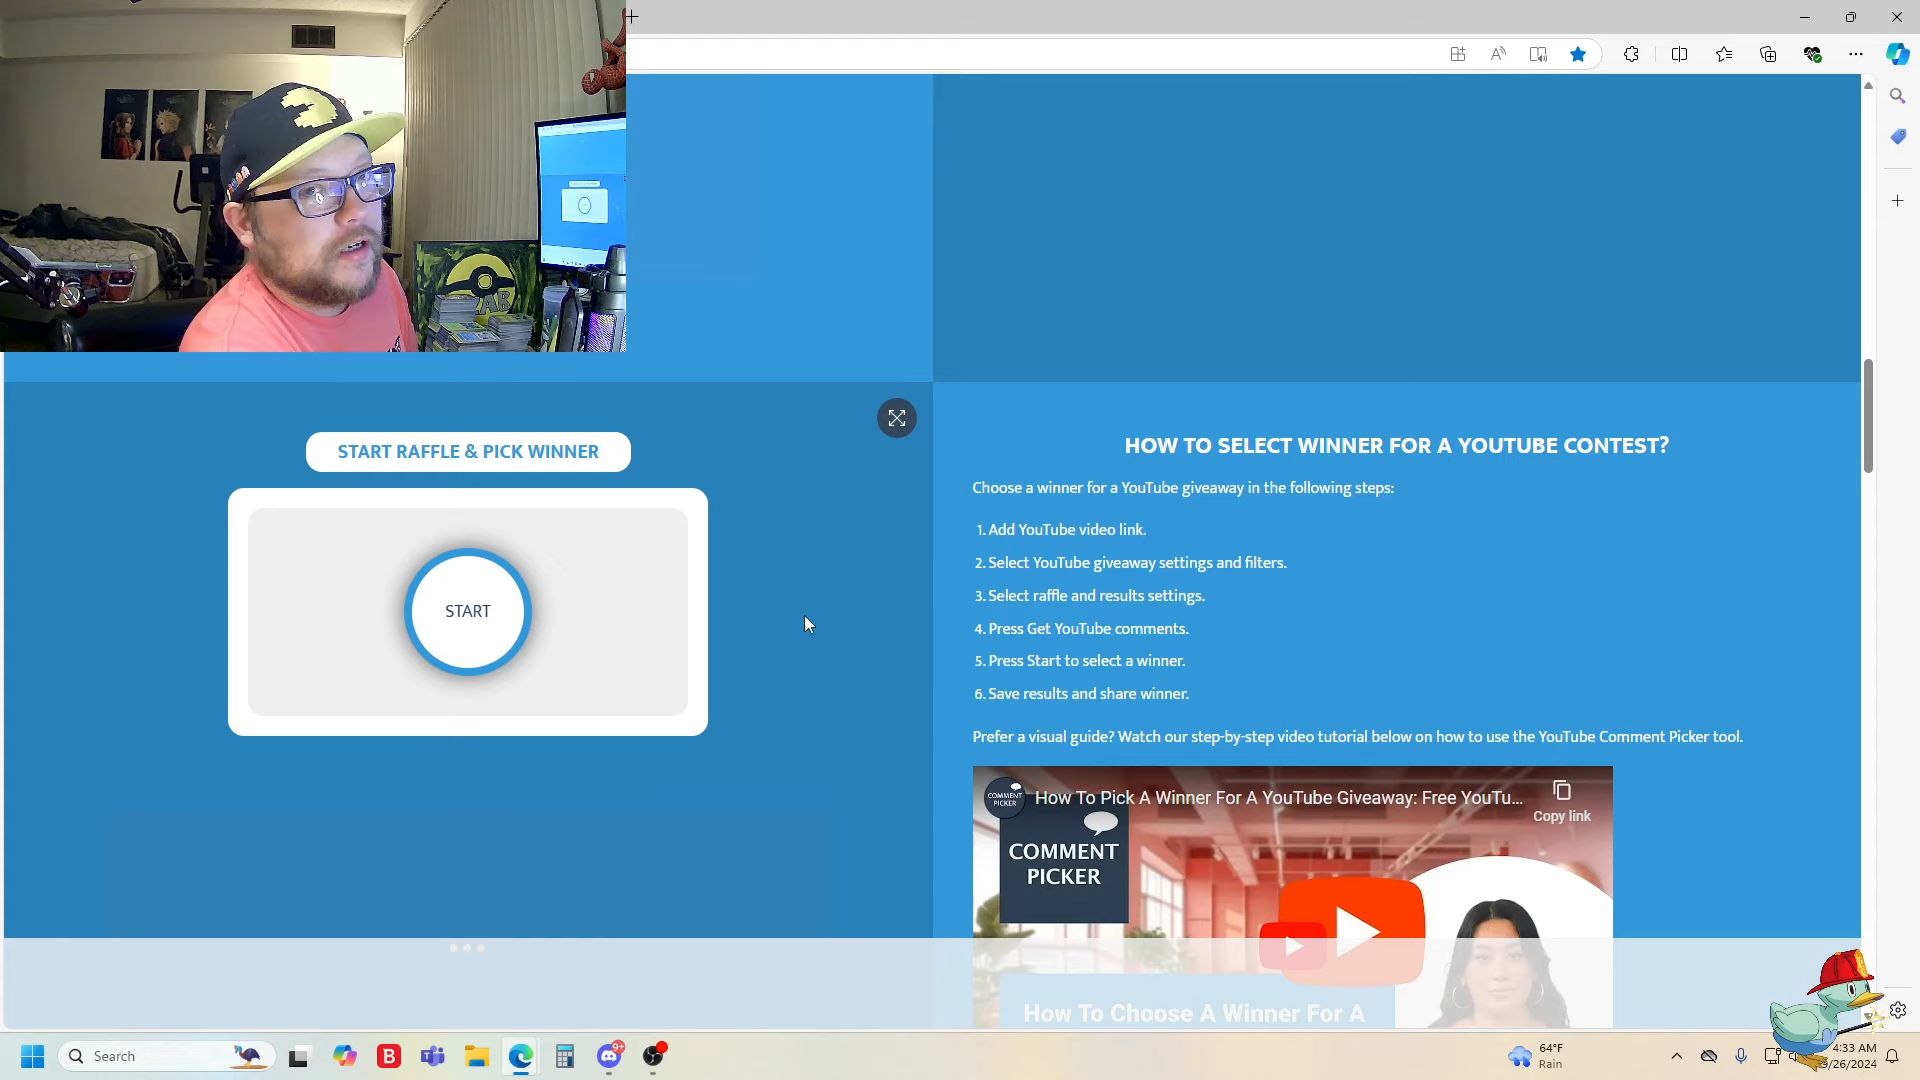 START RAFFLE & PICK WINNER
START
HOW TO SELECT WINNER FOR A YOUTUBE CONTEST?
Choose a winner for a YouTube giveaway in the following steps:
1. Add YouTube video link.
2. Select YouTube giveaway settings and filters.
3. Select raffle and results settings.
4. Press Get YouTube comments.
5. Press Start to select a winner.
6. Save results and share winner.
Prefer a visual guide? Watch our step-by-step video tutorial below on how to use the YouTube Comment Picker tool.
COMMENT
PICKER
How To Pick A Winner For A YouTube Giveaway: Free YouTu...
Copy link
COMMENT
PICKER
How To Choose A Winner For A
Search
B
9+
64°F
Rain
4:33 AM
/26/2024